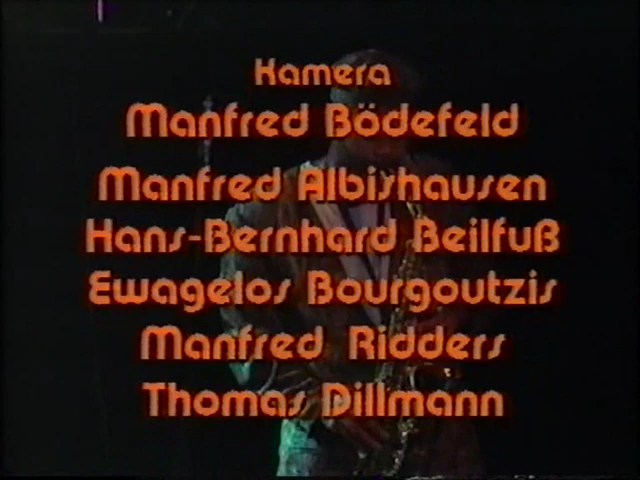 Kamera
Manfred Bödefeld
Manfred Albishausen
Hans-Bernhard Beilfuß
Ewagelos Bourgoutzis
Manfred Ridders
Thomas Dillmann